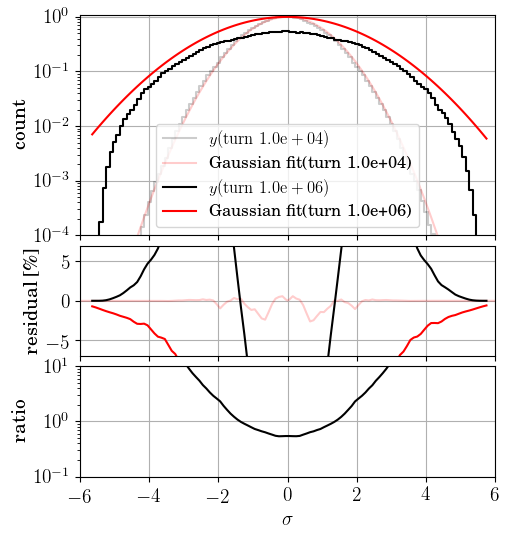 10⁰
10⁻¹
10⁻²
10⁻³
10⁻⁴
count
y(turn 1.0e + 04)
Gaussian fit(turn 1.0e+04)
y(turn 1.0e + 06)
Gaussian fit(turn 1.0e+06)
5
0
−5
residual [%]
10¹
10⁰
10⁻¹
ratio
−6 −4 −2 0 2 4 6
σ